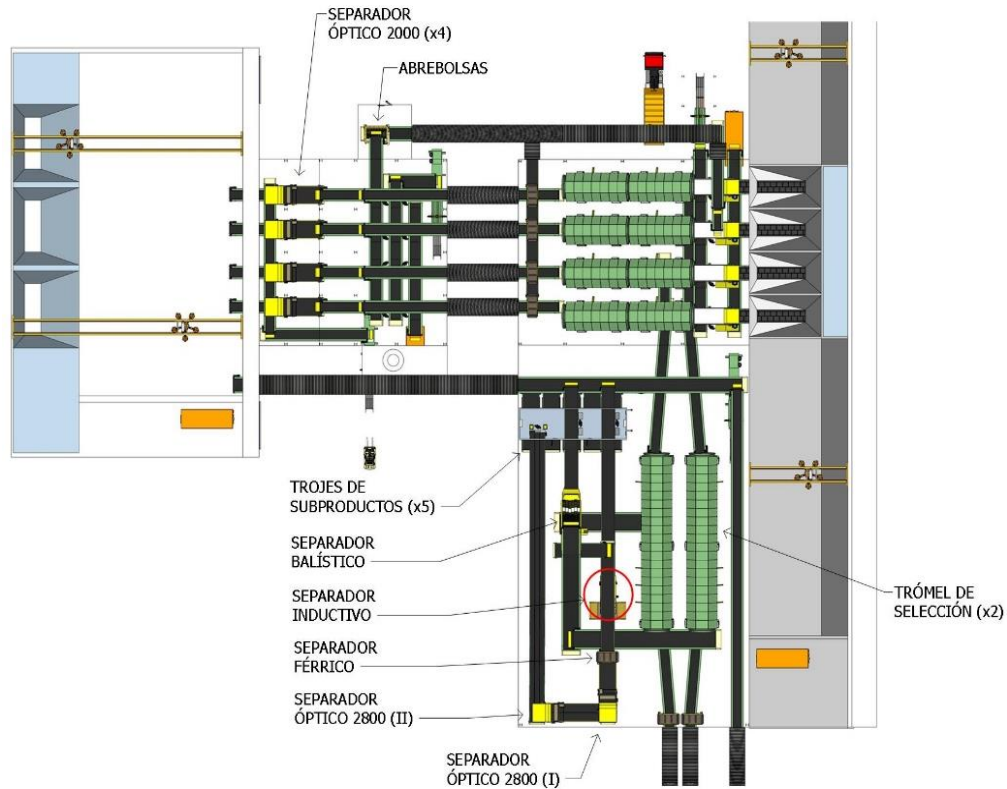 SEPARADOR
ÓPTICO 2000 (x4)
ABREBOLSAS
TROJES DE
SUBPRODUCTOS (x5)
SEPARADOR
BALÍSTICO
SEPARADOR
INDUCTIVO
SEPARADOR
FÉRRICO
SEPARADOR
ÓPTICO 2800 (II)
SEPARADOR
ÓPTICO 2800 (I)
TRÓMEL DE
SELECCIÓN (x2)